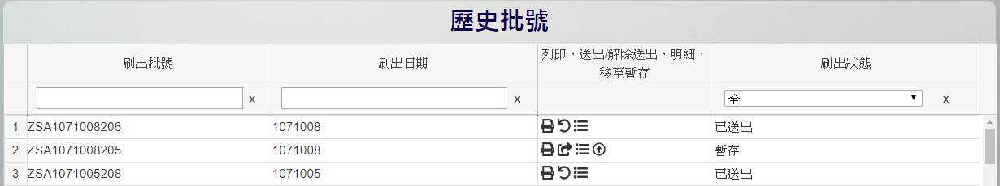 歷史批號
刷出批號 刷出日期 列印、送出/解除送出、明細、移至暫存 刷出狀態
x x 全 x
1 ZSA1071008206 1071008 已送出
2 ZSA1071008205 1071008 暫存
3 ZSA1071005208 1071005 已送出